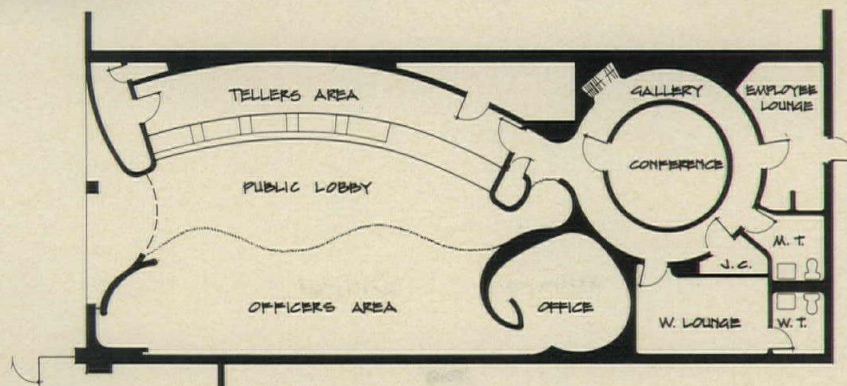 TELLERS AREA
GALLERY
EMPLOYEE
LOUNGE
CONFERENCE
PUBLIC LOBBY
M. T.
J.C.
OFFICERS AREA
OFFICE
W. LOUNGE
W. T.